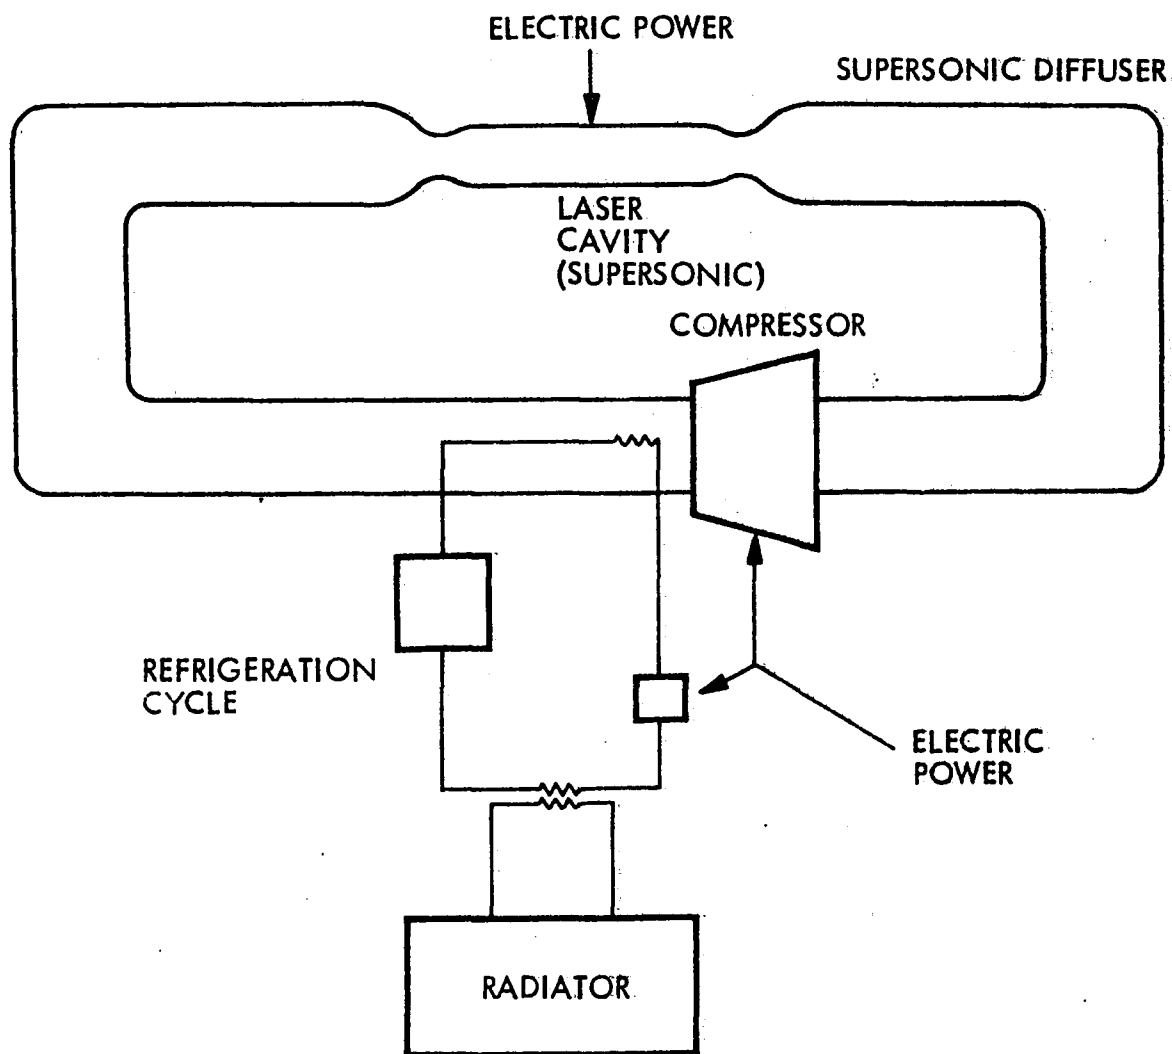 ELECTRIC POWER
SUPERSONIC DIFFUSER
LASER
CAVITY
(SUPERSONIC)
COMPRESSOR
REFRIGERATION
CYCLE
ELECTRIC
POWER
RADIATOR